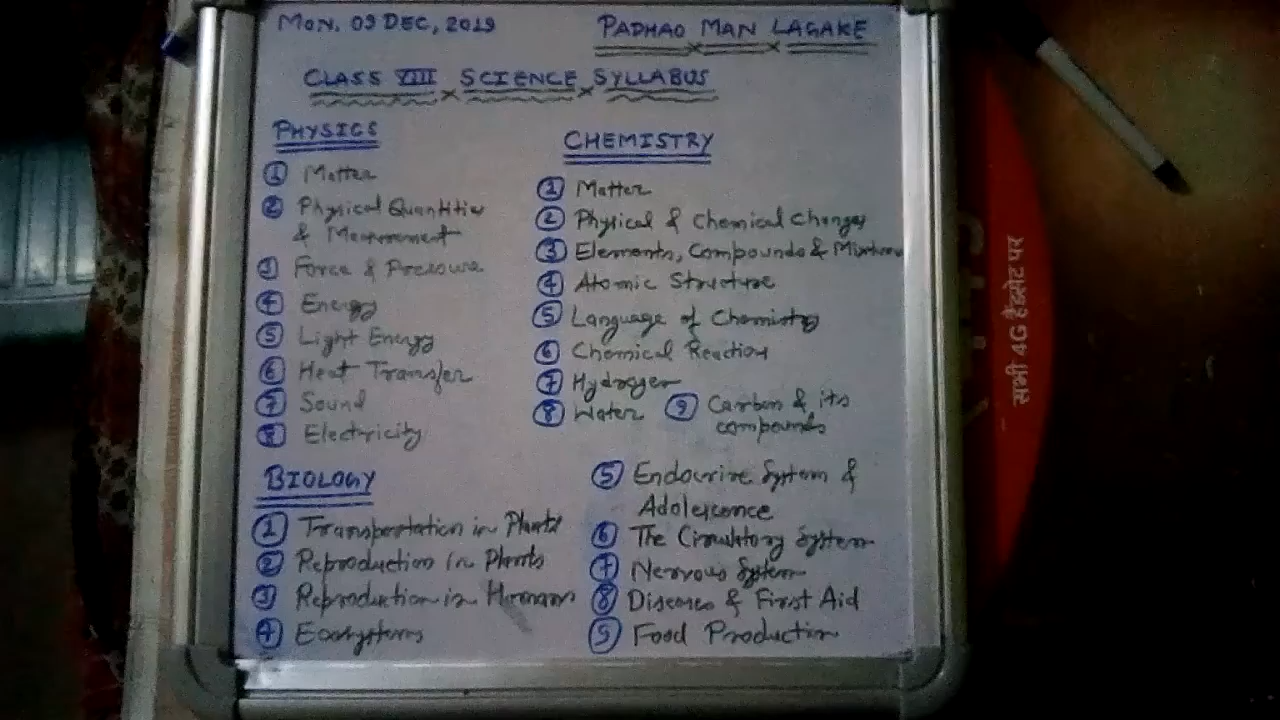 MON. 09 DEC, 2019
PADHAO MAN LAGAKE
CLASS VIII SCIENCE SYLLABUS
PHYSICS
① Matter
② Physical Quantities
& Measurement
③ Force & Pressure
④ Energy
⑤ Light Energy
⑥ Heat Transfer
⑦ Sound
⑧ Electricity
CHEMISTRY
① Matter
② Physical & Chemical Changes
③ Elements, Compounds & Mixtures
④ Atomic Structure
⑤ Language of Chemistry
⑥ Chemical Reaction
⑦ Hydrogen
⑧ Water ⑨ Carbon & its
compounds
BIOLOGY
① Transportation in Plants
② Reproduction in Plants
③ Reproduction in Humans
④ Ecosystems
⑤ Endocrine System &
Adolescence
⑥ The Circulatory System
⑦ Nervous System
⑧ Diseases & First Aid
⑨ Food Production
सभी 4G हैंडसेट पर